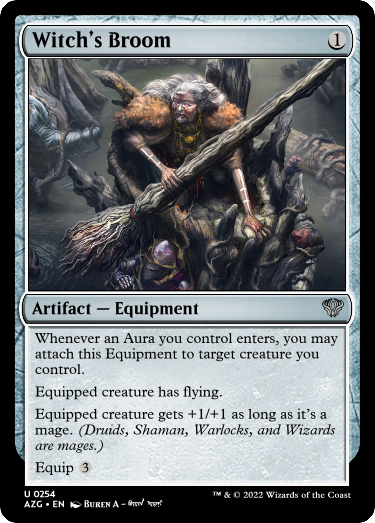 Witch's Broom 1
Artifact — Equipment
Whenever an Aura you control enters, you may
attach this Equipment to target creature you
control.
Equipped creature has flying.
Equipped creature gets +1/+1 as long as it's a
mage. (Druids, Shaman, Warlocks, and Wizards
are mages.)
Equip 3
U 0254
AZG • EN Buren A –
™ & © 2022 Wizards of the Coast